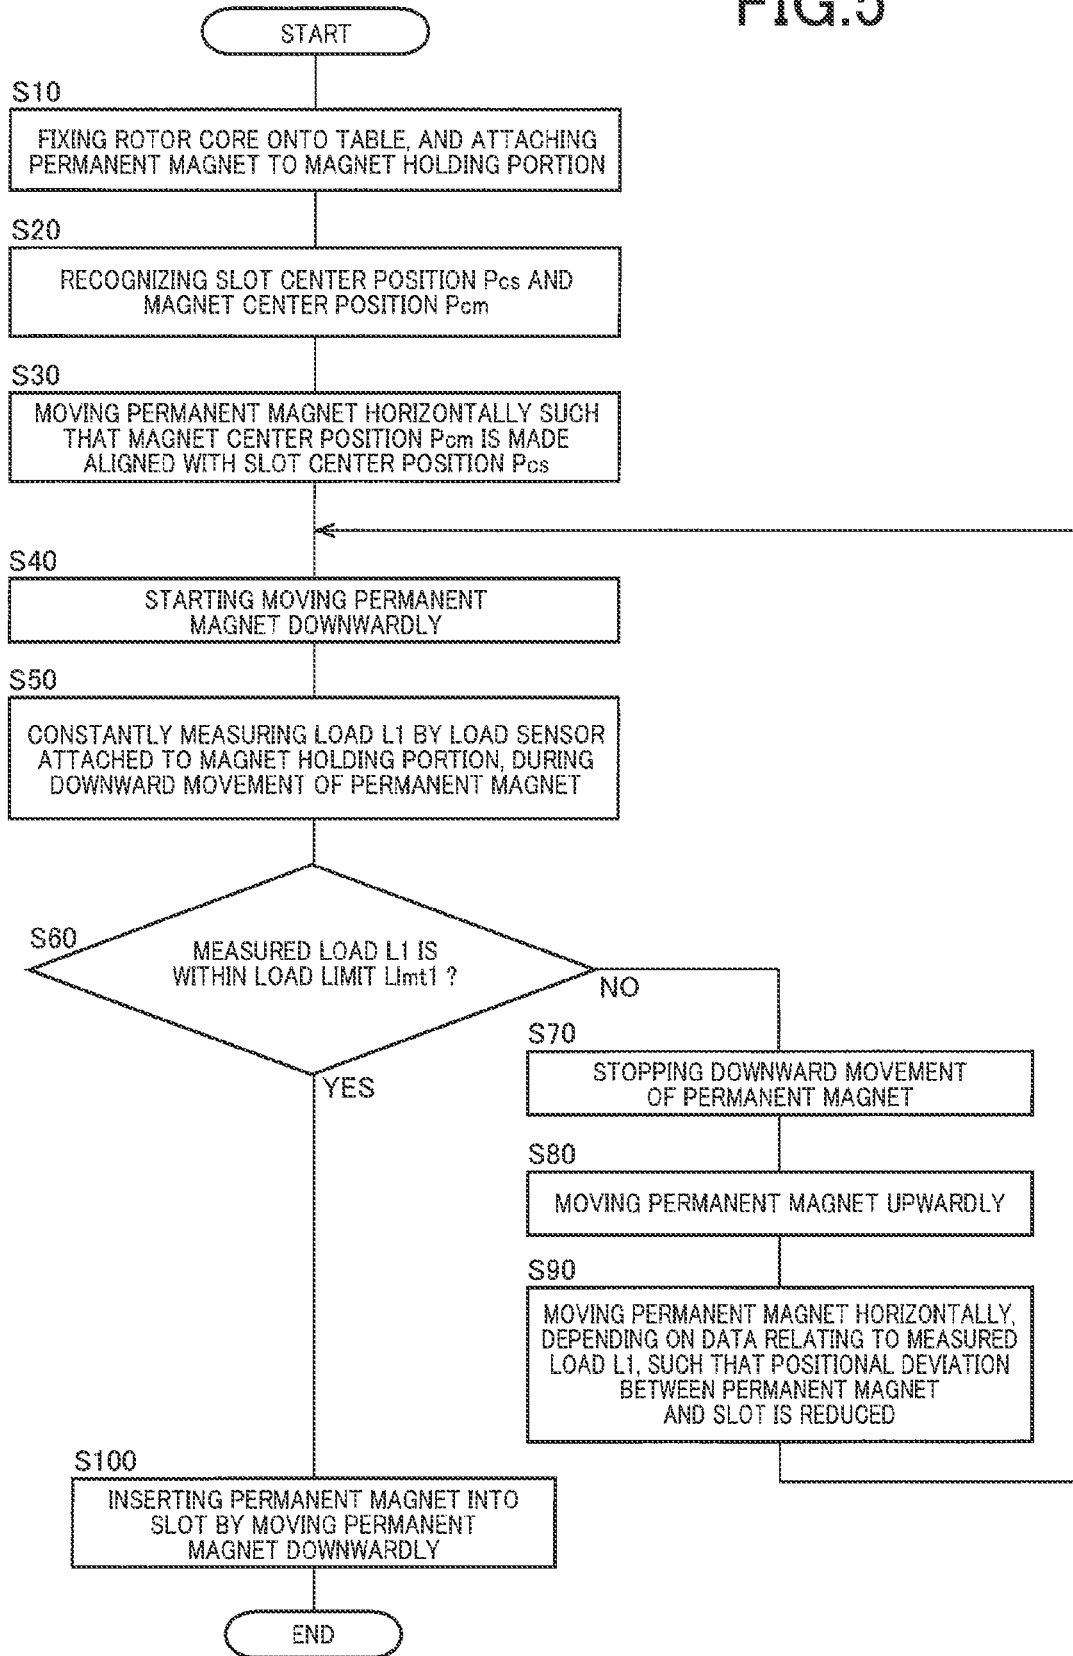 FIG.5
START
S10
FIXING ROTOR CORE ONTO TABLE, AND ATTACHING
PERMANENT MAGNET TO MAGNET HOLDING PORTION
S20
RECOGNIZING SLOT CENTER POSITION Pcs AND
MAGNET CENTER POSITION Pcm
S30
MOVING PERMANENT MAGNET HORIZONTALLY SUCH
THAT MAGNET CENTER POSITION Pcm IS MADE
ALIGNED WITH SLOT CENTER POSITION Pcs
S40
STARTING MOVING PERMANENT
MAGNET DOWNWARDLY
S50
CONSTANTLY MEASURING LOAD L1 BY LOAD SENSOR
ATTACHED TO MAGNET HOLDING PORTION, DURING
DOWNWARD MOVEMENT OF PERMANENT MAGNET
S60
MEASURED LOAD L1 IS
WITHIN LOAD LIMIT Llmt1 ?
NO
YES
S70
STOPPING DOWNWARD MOVEMENT
OF PERMANENT MAGNET
S80
MOVING PERMANENT MAGNET UPWARDLY
S90
MOVING PERMANENT MAGNET HORIZONTALLY,
DEPENDING ON DATA RELATING TO MEASURED
LOAD L1, SUCH THAT POSITIONAL DEVIATION
BETWEEN PERMANENT MAGNET
AND SLOT IS REDUCED
S100
INSERTING PERMANENT MAGNET INTO
SLOT BY MOVING PERMANENT
MAGNET DOWNWARDLY
END